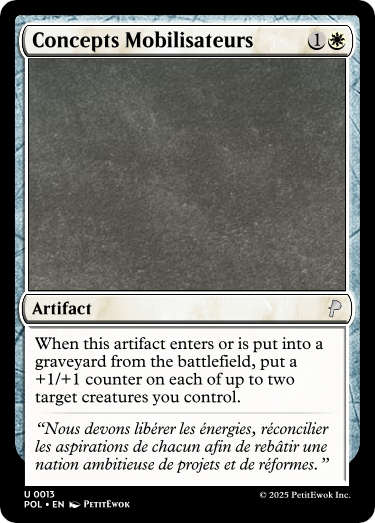 Concepts Mobilisateurs 1
Artifact
When this artifact enters or is put into a
graveyard from the battlefield, put a
+1/+1 counter on each of up to two
target creatures you control.
“Nous devons libérer les énergies, réconcilier
les aspirations de chacun afin de rebâtir une
nation ambitieuse de projets et de réformes.”
U 0013
POL • EN PetitEwok
© 2025 PetitEwok Inc.